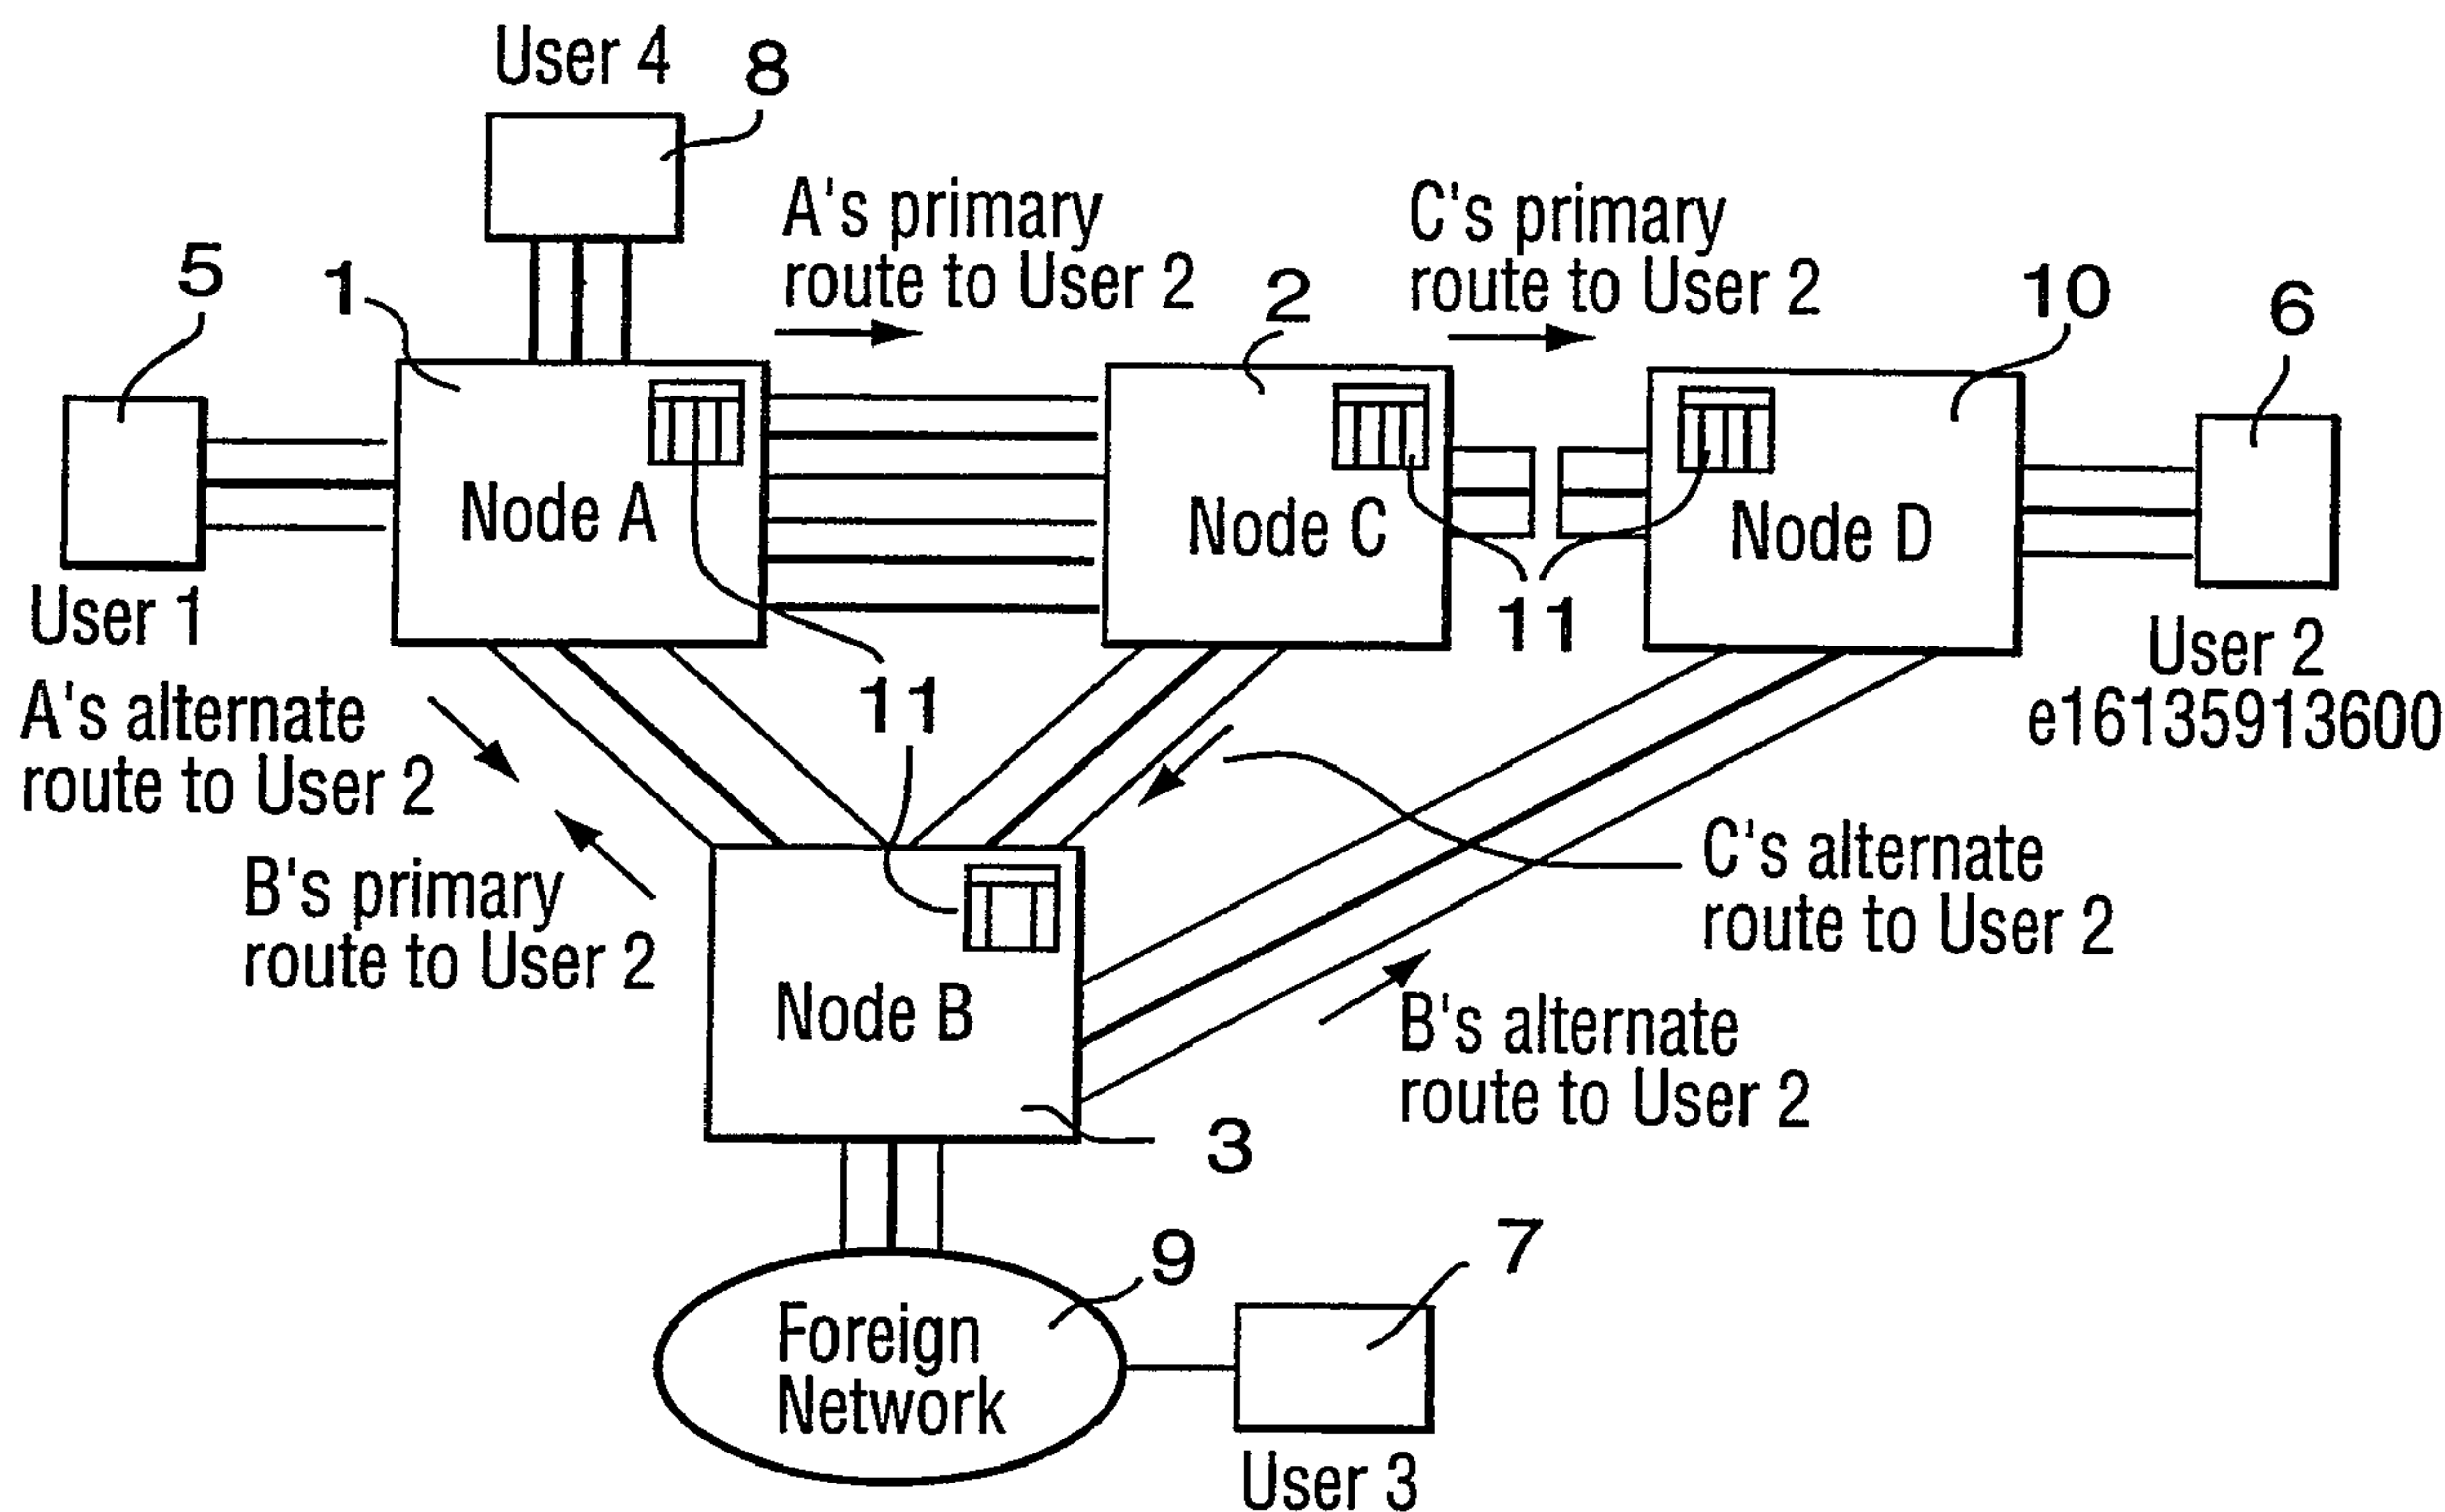 User 4
8
A's primary
route to User 2
C's primary
route to User 2
5
1
2
10
6
Node A
Node C
Node D
User 1
11
11
User 2
e16135913600
A's alternate
route to User 2
B's primary
route to User 2
C's alternate
route to User 2
Node B
B's alternate
route to User 2
3
9
7
Foreign
Network
User 3